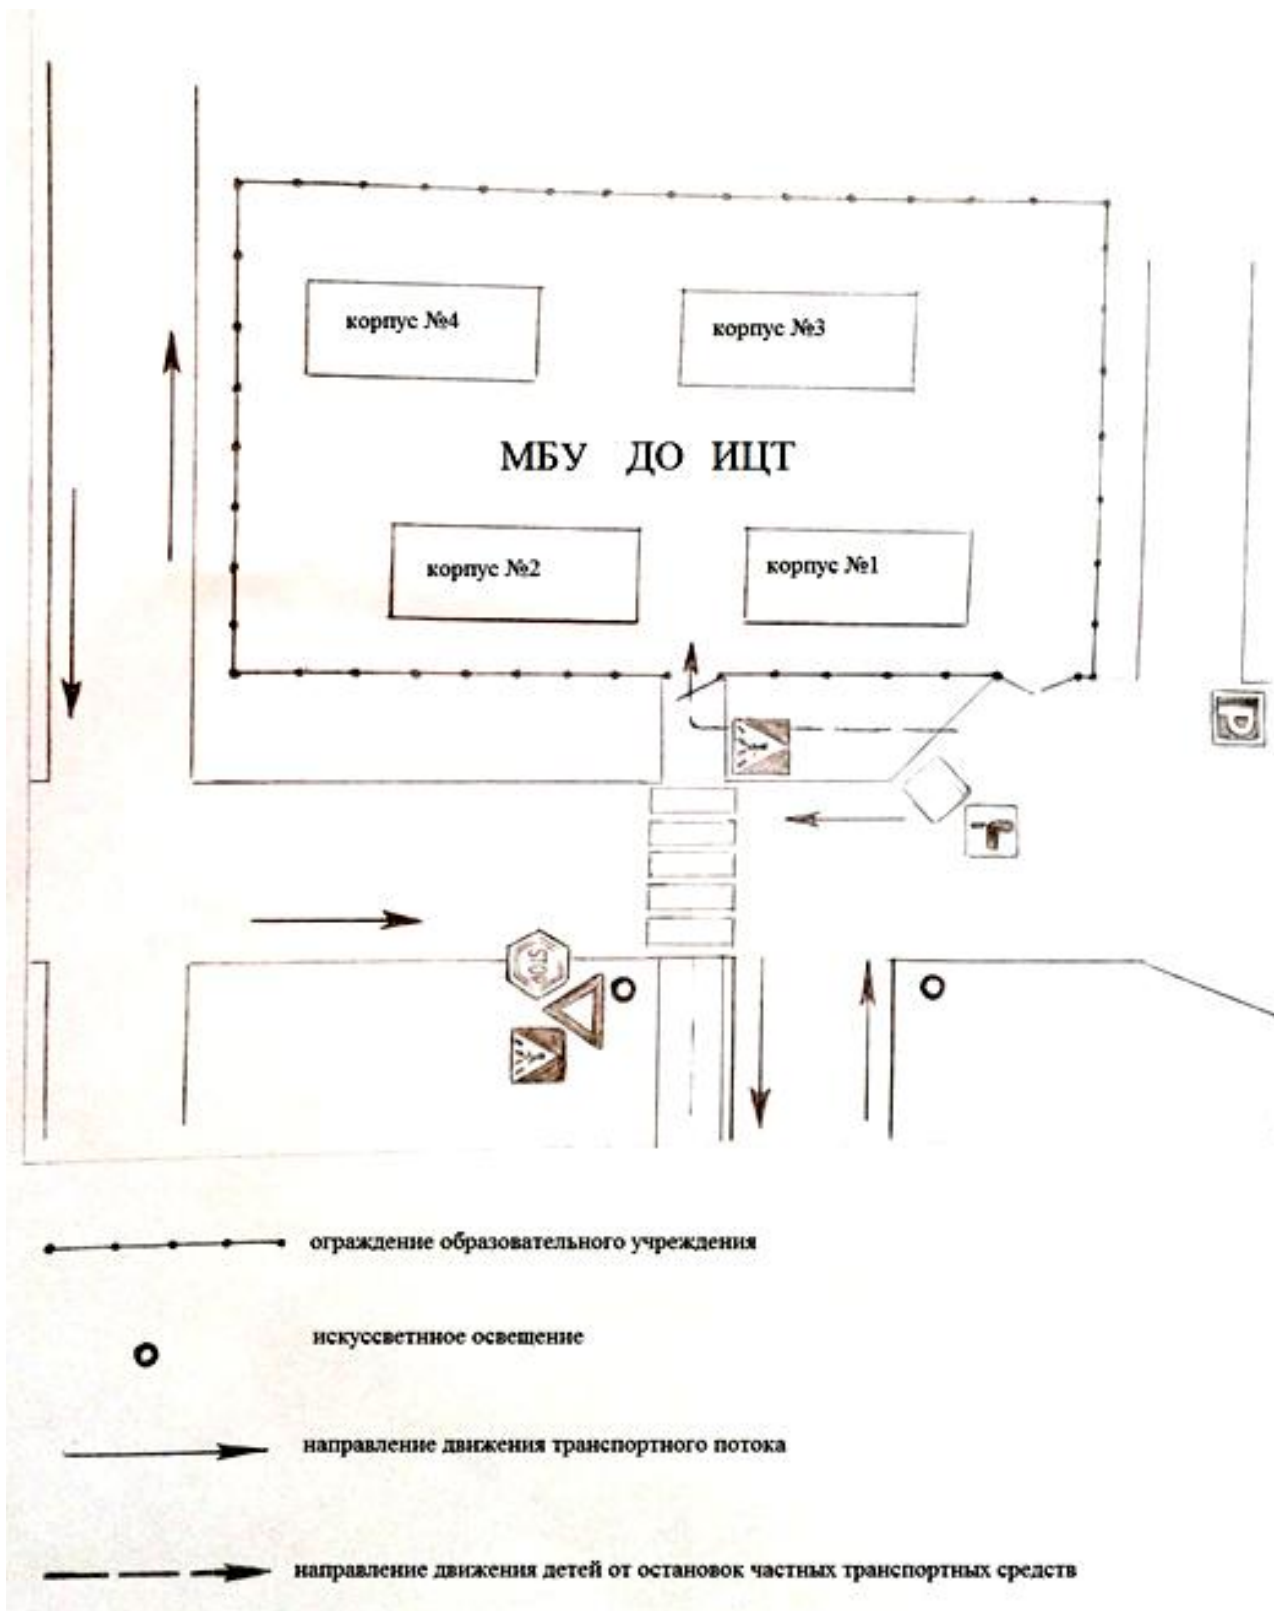 корпус №4
корпус №3
МБУ ДО ИЦТ
корпус №2
корпус №1
P
STOP
ограждение образовательного учреждения
искуссветнное освещение
направление движения транспортного потока
направление движения детей от остановок частных транспортных средств